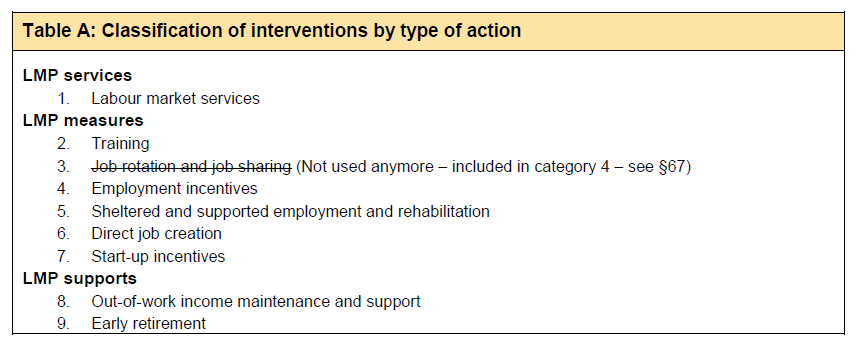 Table A: Classification of interventions by type of action
LMP services
1. Labour market services
LMP measures
2. Training
3. Job rotation and job sharing (Not used anymore – included in category 4 – see §67)
4. Employment incentives
5. Sheltered and supported employment and rehabilitation
6. Direct job creation
7. Start-up incentives
LMP supports
8. Out-of-work income maintenance and support
9. Early retirement